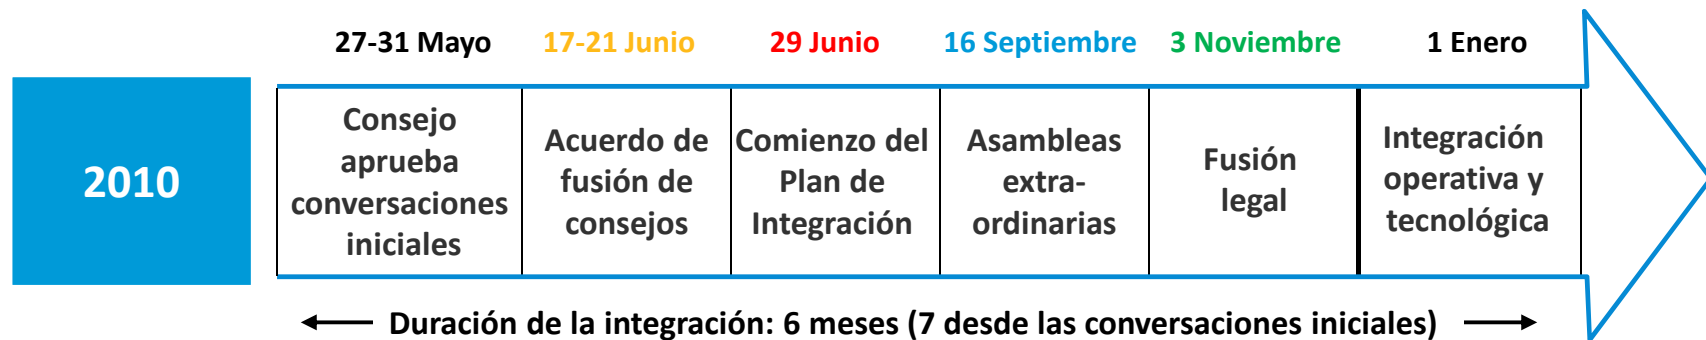 27-31 Mayo
17-21 Junio
29 Junio
16 Septiembre
3 Noviembre
1 Enero
2010
Consejo
aprueba
conversaciones
iniciales
Acuerdo de
fusión de
consejos
Comienzo del
Plan de
Integración
Asambleas
extra-
ordinarias
Fusión
legal
Integración
operativa y
tecnológica
Duración de la integración: 6 meses (7 desde las conversaciones iniciales)